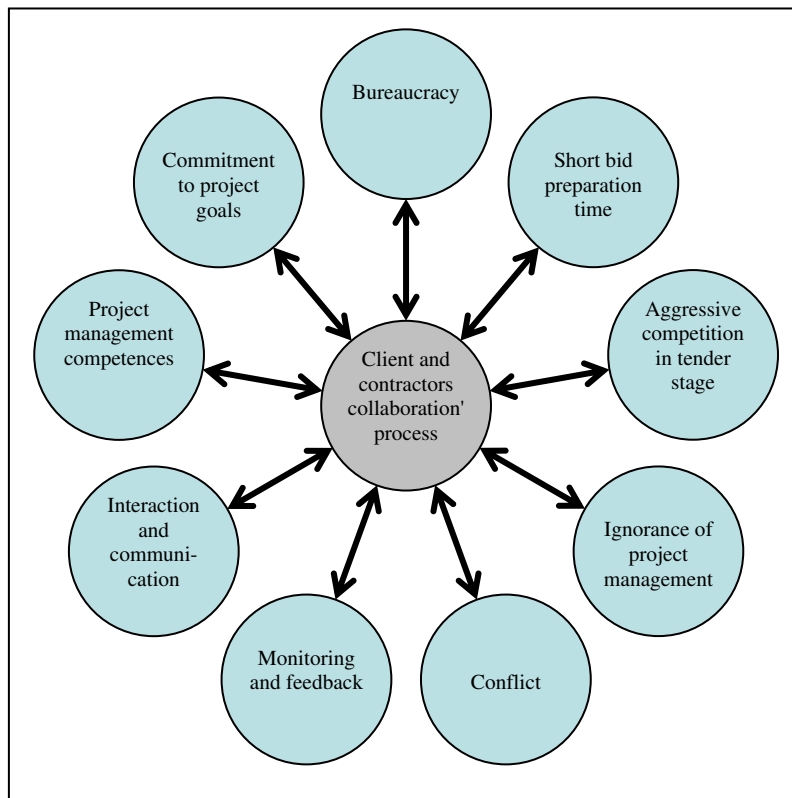 Bureaucracy
Short bid
preparation
time
Aggressive
competition
in tender
stage
Ignorance of
project
management
Conflict
Monitoring
and feedback
Interaction
and
communi-
cation
Project
management
competences
Commitment
to project
goals
Client and
contractors
collaboration'
process